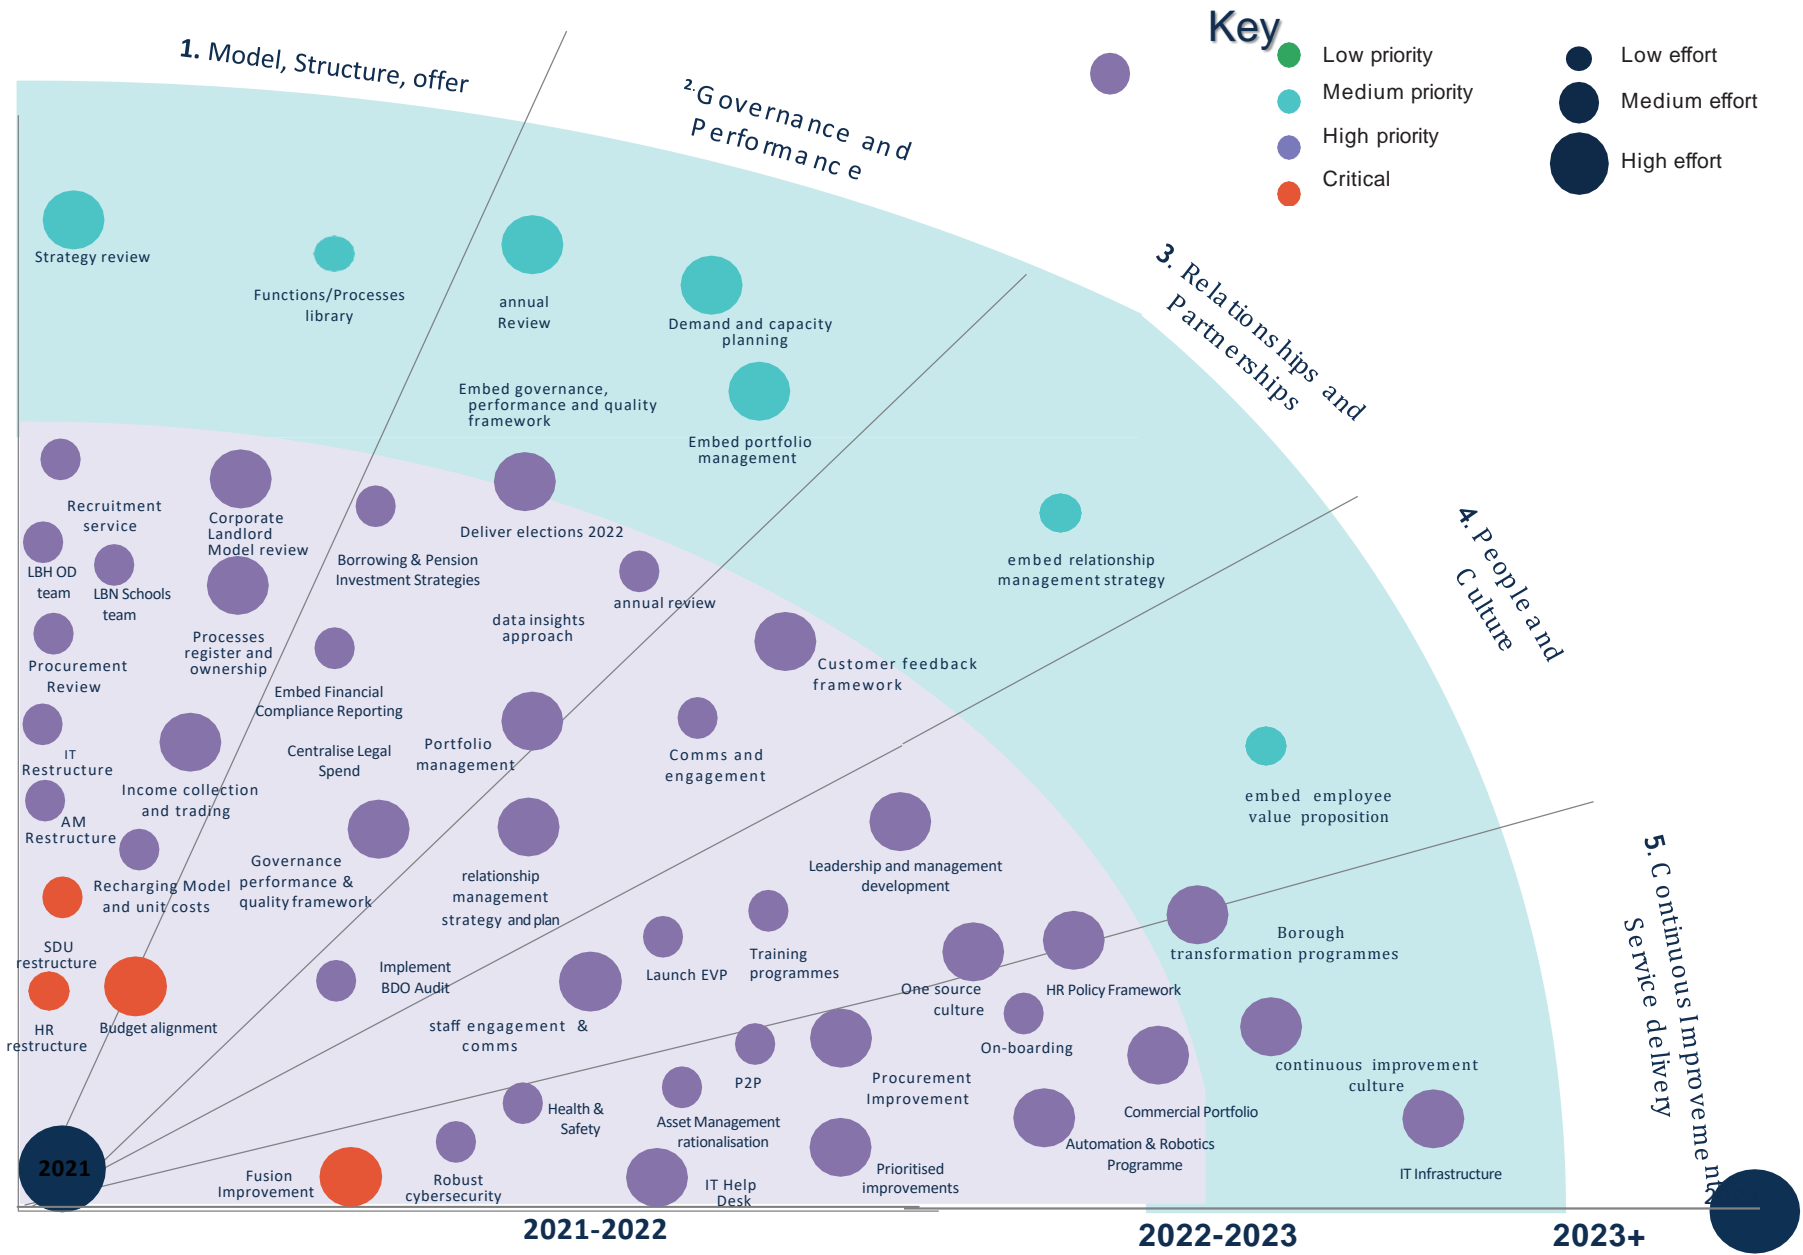 Key
Low priority
Medium priority
High priority
Critical
Low effort
Medium effort
High effort
1. Model, Structure, offer
2. Governance and
Performance
3. Relationships and
Partnerships
4. People and
Culture
5. Continuous Improvement
Service delivery
Strategy review
Functions/Processes
library
annual
Review
Demand and capacity
planning
Embed governance,
performance and quality
framework
Embed portfolio
management
Recruitment
service
Corporate
Landlord
Model review
Deliver elections 2022
Borrowing & Pension
Investment Strategies
LBH OD
team
LBN Schools
team
annual review
data insights
approach
embed relationship
management strategy
Processes
register and
ownership
Procurement
Review
Embed Financial
Compliance Reporting
Customer feedback
framework
IT
Restructure
Centralise Legal
Spend
Portfolio
management
Comms and
engagement
Income collection
and trading
embed employee
value proposition
AM
Restructure
Governance
performance &
quality framework
Recharging Model
and unit costs
relationship
management
strategy and plan
Leadership and management
development
SDU
restructure
Implement
BDO Audit
Launch EVP
Training
programmes
One source
culture
HR Policy Framework
Borough
transformation programmes
HR
restructure
Budget alignment
staff engagement &
comms
On-boarding
P2P
Procurement
Improvement
continuous improvement
culture
Health &
Safety
Asset Management
rationalisation
Commercial Portfolio
Automation & Robotics
Programme
2021
Fusion
Improvement
Robust
cybersecurity
IT Help
Desk
Prioritised
improvements
IT Infrastructure
2021-2022
2022-2023
2023+